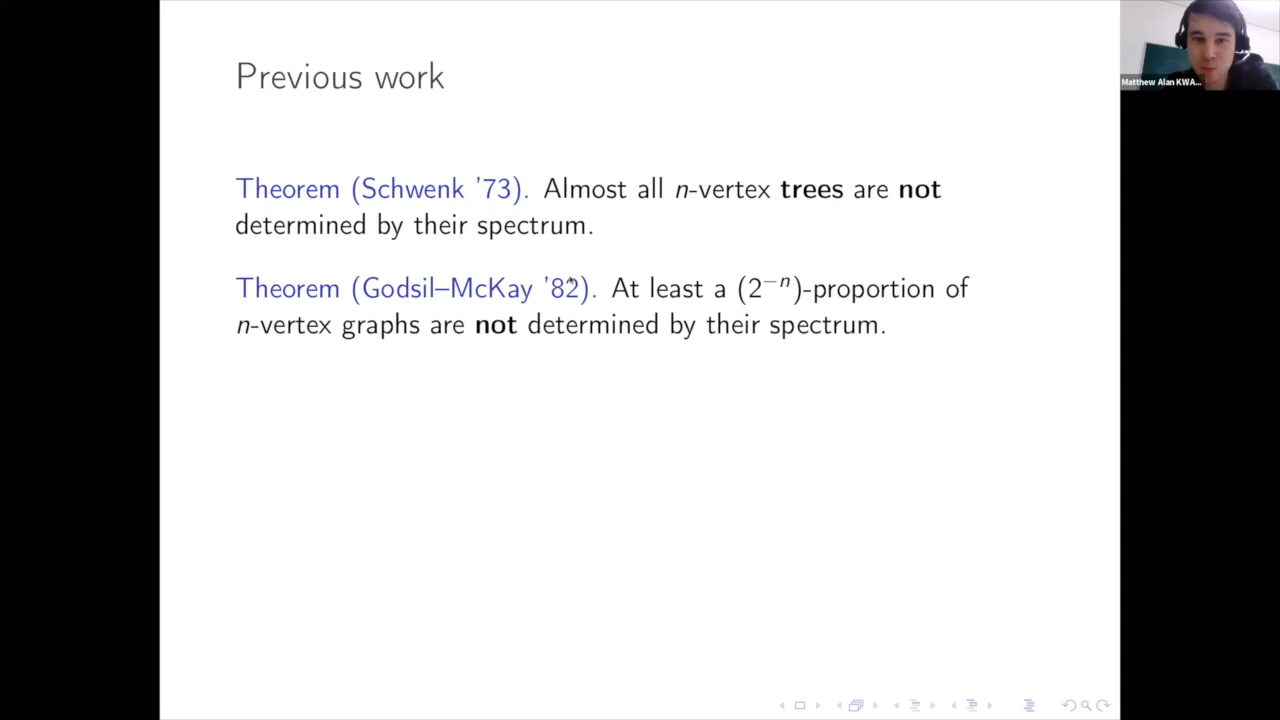 Previous work
Matthew Alan KWA...
Theorem (Schwenk '73). Almost all n-vertex trees are not
determined by their spectrum.
Theorem (Godsil–McKay '82). At least a (2⁻ⁿ)-proportion of
n-vertex graphs are not determined by their spectrum.